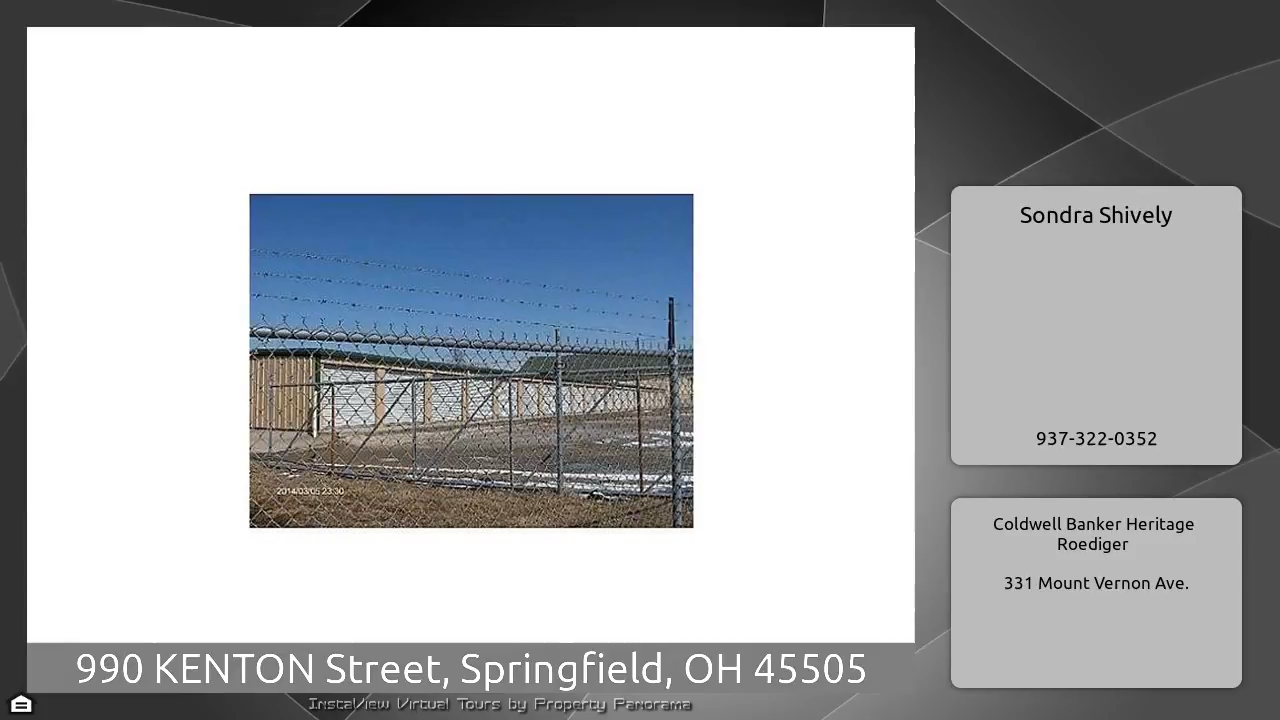 Sondra Shively
937-322-0352
Coldwell Banker Heritage
Roediger
331 Mount Vernon Ave.
2014/03/05 23:30
990 KENTON Street, Springfield, OH 45505
InstaView Virtual Tours by Property Panorama